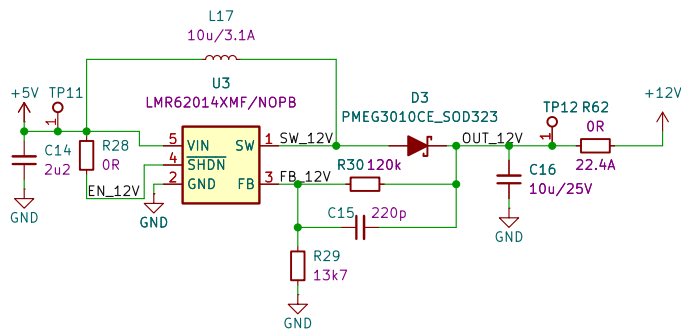 L17
10u/3.1A
+5V
TP11
1
U3
LMR62014XMF/NOPB
D3
PMEG3010CE_SOD323
TP12
1
R62
0R
22.4A
+12V
C14
2u2
R28
0R
EN_12V
5 VIN
4 SHDN
2 GND
SW 1
FB 3
SW_12V
FB_12V
OUT_12V
R30 120k
C15 220p
C16
10u/25V
R29
13k7
GND
GND
GND
GND